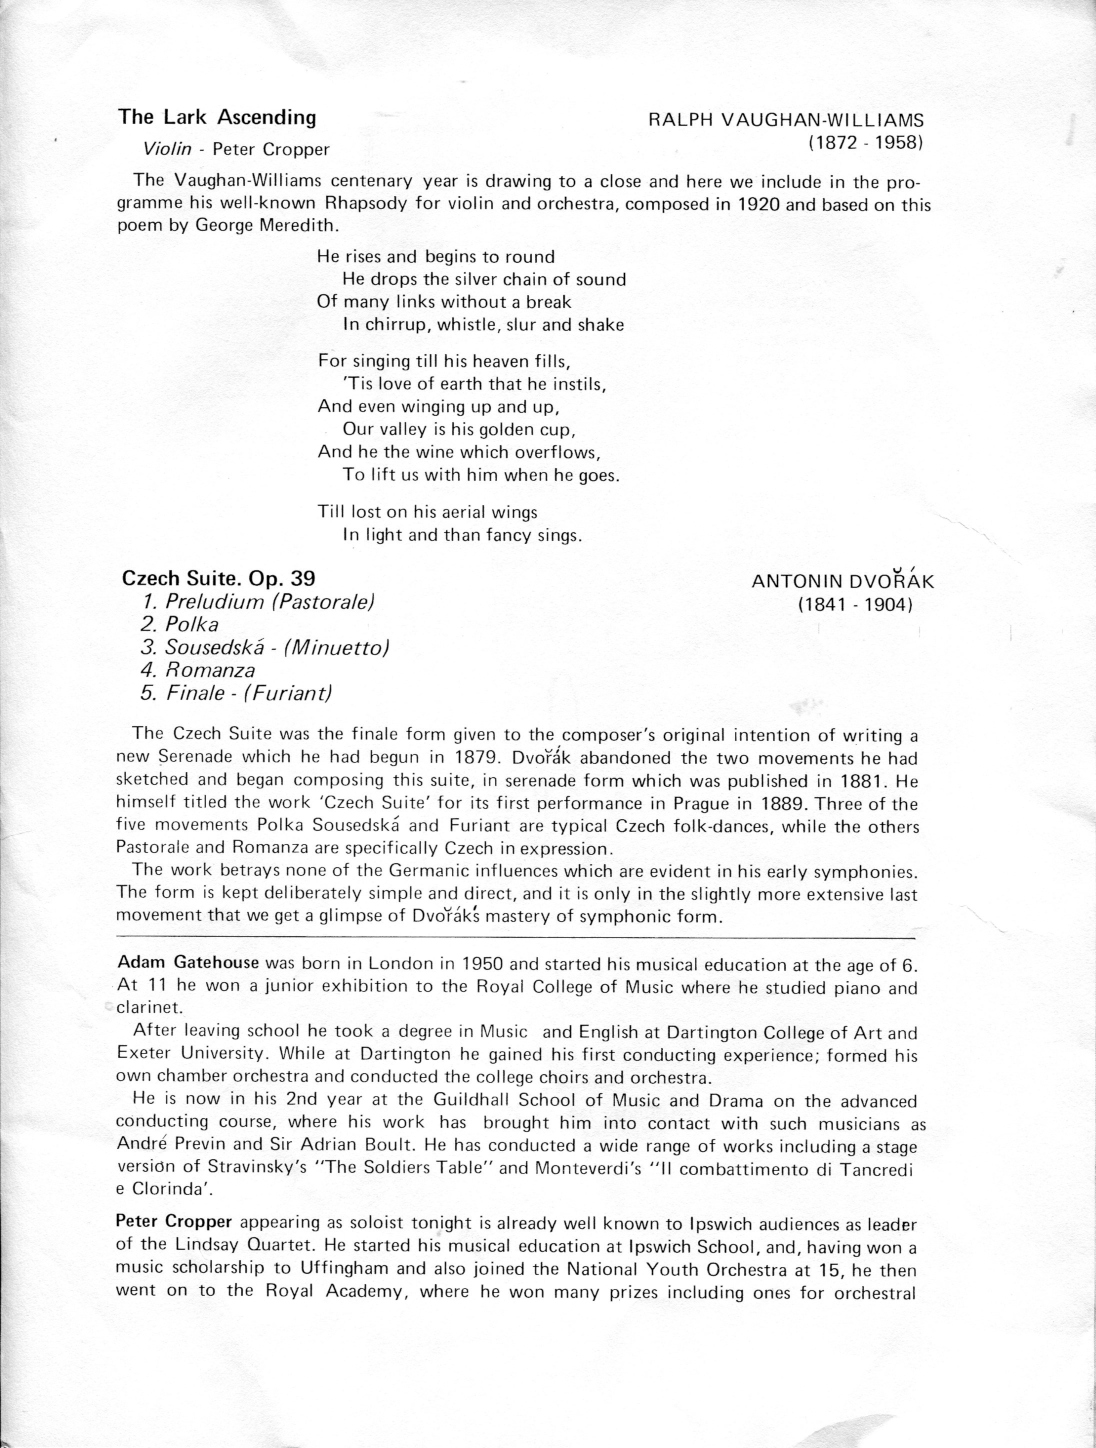 The Lark Ascending
RALPH VAUGHAN-WILLIAMS
Violin - Peter Cropper
(1872 - 1958)
The Vaughan-Williams centenary year is drawing to a close and here we include in the pro-
gramme his well-known Rhapsody for violin and orchestra, composed in 1920 and based on this
poem by George Meredith.
He rises and begins to round
He drops the silver chain of sound
Of many links without a break
In chirrup, whistle, slur and shake
For singing till his heaven fills,
'Tis love of earth that he instils,
And even winging up and up,
Our valley is his golden cup,
And he the wine which overflows,
To lift us with him when he goes.
Till lost on his aerial wings
In light and than fancy sings.
Czech Suite. Op. 39
ANTONIN DVOŘÁK
1. Preludium (Pastorale)
(1841 - 1904)
2. Polka
3. Sousedská - (Minuetto)
4. Romanza
5. Finale - (Furiant)
The Czech Suite was the finale form given to the composer's original intention of writing a
new Serenade which he had begun in 1879. Dvořák abandoned the two movements he had
sketched and began composing this suite, in serenade form which was published in 1881. He
himself titled the work 'Czech Suite' for its first performance in Prague in 1889. Three of the
five movements Polka Sousedská and Furiant are typical Czech folk-dances, while the others
Pastorale and Romanza are specifically Czech in expression.
The work betrays none of the Germanic influences which are evident in his early symphonies.
The form is kept deliberately simple and direct, and it is only in the slightly more extensive last
movement that we get a glimpse of Dvořák's mastery of symphonic form.
Adam Gatehouse was born in London in 1950 and started his musical education at the age of 6.
At 11 he won a junior exhibition to the Royal College of Music where he studied piano and
clarinet.
After leaving school he took a degree in Music and English at Dartington College of Art and
Exeter University. While at Dartington he gained his first conducting experience; formed his
own chamber orchestra and conducted the college choirs and orchestra.
He is now in his 2nd year at the Guildhall School of Music and Drama on the advanced
conducting course, where his work has brought him into contact with such musicians as
André Previn and Sir Adrian Boult. He has conducted a wide range of works including a stage
version of Stravinsky's "The Soldiers Table" and Monteverdi's "Il combattimento di Tancredi
e Clorinda'.
Peter Cropper appearing as soloist tonight is already well known to Ipswich audiences as leader
of the Lindsay Quartet. He started his musical education at Ipswich School, and, having won a
music scholarship to Uffingham and also joined the National Youth Orchestra at 15, he then
went on to the Royal Academy, where he won many prizes including ones for orchestral